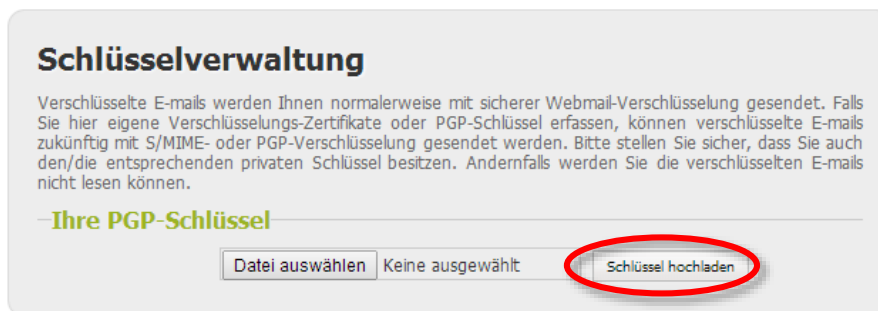 Schlüsselverwaltung
Verschlüsselte E-mails werden Ihnen normalerweise mit sicherer Webmail-Verschlüsselung gesendet. Falls
Sie hier eigene Verschlüsselungs-Zertifikate oder PGP-Schlüssel erfassen, können verschlüsselte E-mails
zukünftig mit S/MIME- oder PGP-Verschlüsselung gesendet werden. Bitte stellen Sie sicher, dass Sie auch
den/die entsprechenden privaten Schlüssel besitzen. Andernfalls werden Sie die verschlüsselten E-mails
nicht lesen können.
Ihre PGP-Schlüssel
Datei auswählen Keine ausgewählt Schlüssel hochladen